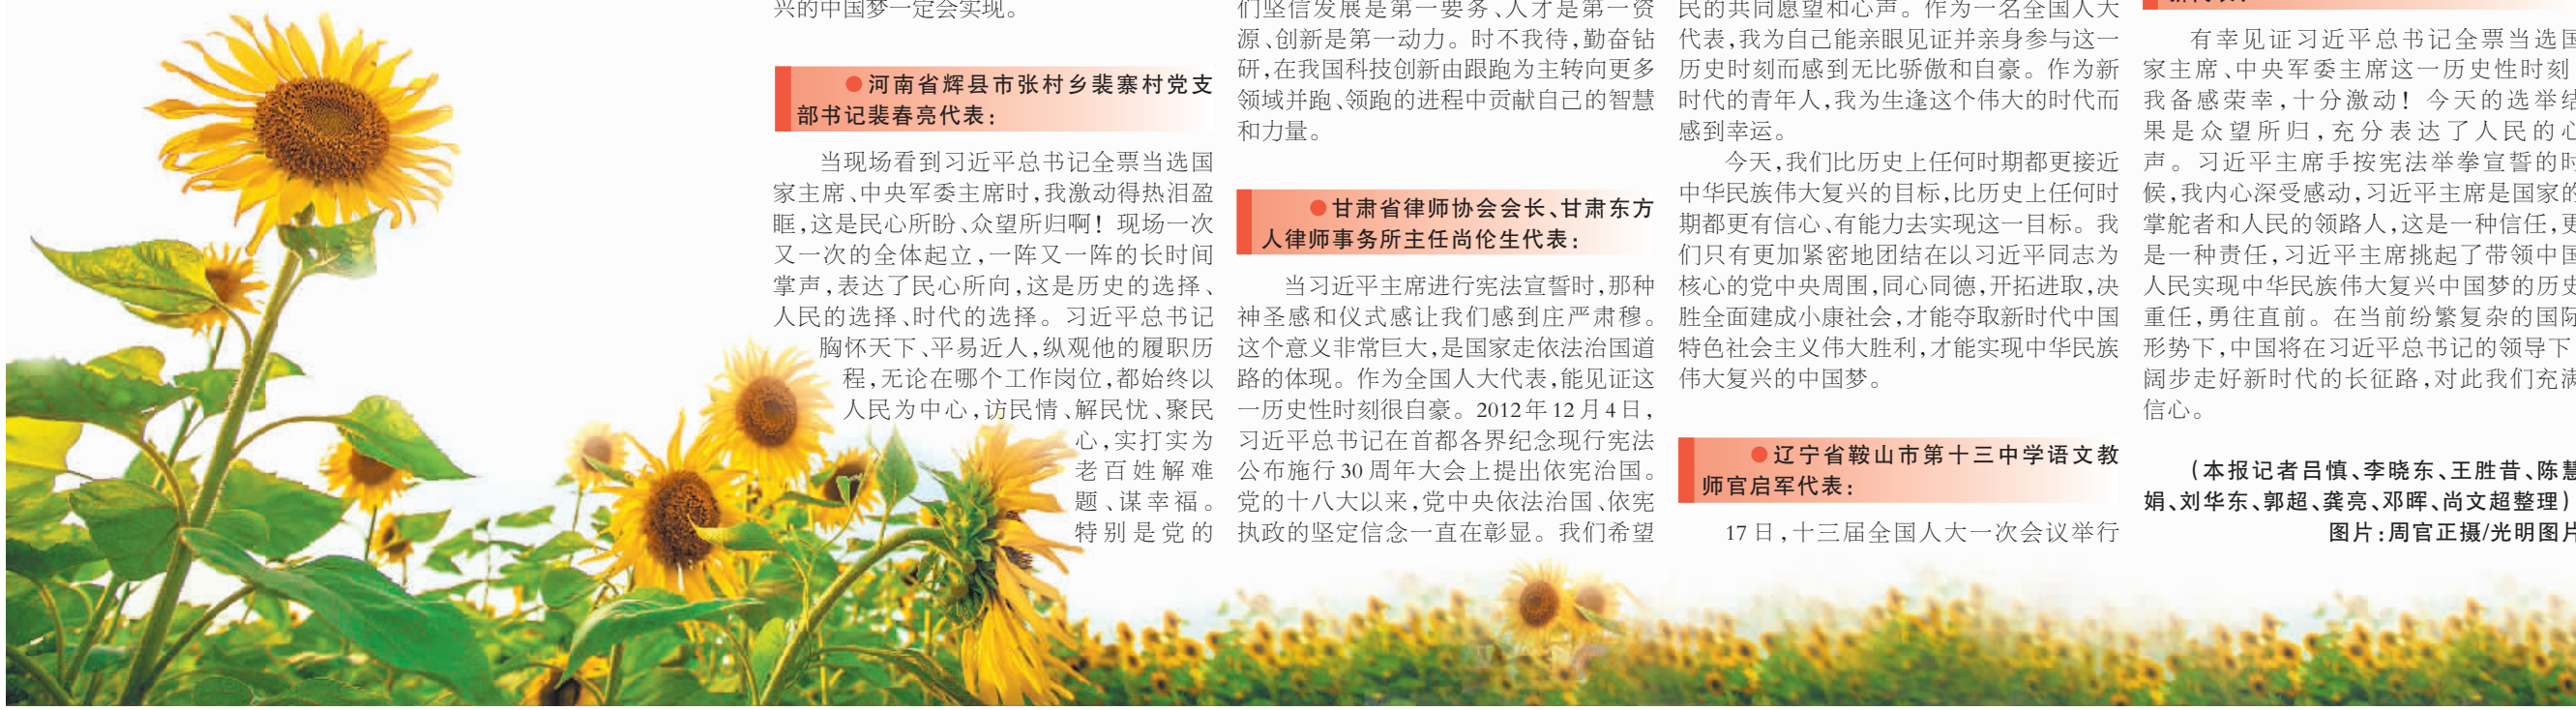 兴的中国梦一定会实现。
●河南省辉县市张村乡裴寨村党支
部书记裴春亮代表：
当现场看到习近平总书记全票当选国
家主席、中央军委主席时，我激动得热泪盈
眶，这是民心所盼、众望所归啊！现场一次
又一次的全体起立，一阵又一阵的长时间
掌声，表达了民心所向，这是历史的选择、
人民的选择、时代的选择。习近平总书记
胸怀天下、平易近人，纵观他的履职历
程，无论在哪个工作岗位，都始终以
人民为中心，访民情、解民忧、聚民
心，实打实为
老百姓解难
题、谋幸福。
特别是党的
们坚信发展是第一要务、人才是第一资
源、创新是第一动力。时不我待，勤奋钻
研，在我国科技创新由跟跑为主转向更多
领域并跑、领跑的进程中贡献自己的智慧
和力量。
●甘肃省律师协会会长、甘肃东方
人律师事务所主任尚伦生代表：
当习近平主席进行宪法宣誓时，那种
神圣感和仪式感让我们感到庄严肃穆。
这个意义非常巨大，是国家走依法治国道
路的体现。作为全国人大代表，能见证这
一历史性时刻很自豪。2012年12月4日，
习近平总书记在首都各界纪念现行宪法
公布施行30周年大会上提出依宪治国。
党的十八大以来，党中央依法治国、依宪
执政的坚定信念一直在彰显。我们希望
民的共同愿望和心声。作为一名全国人大
代表，我为自己能亲眼见证并亲身参与这一
历史时刻而感到无比骄傲和自豪。作为新
时代的青年人，我为生逢这个伟大的时代而
感到幸运。
今天，我们比历史上任何时期都更接近
中华民族伟大复兴的目标，比历史上任何时
期都更有信心、有能力去实现这一目标。我
们只有更加紧密地团结在以习近平同志为
核心的党中央周围，同心同德，开拓进取，决
胜全面建成小康社会，才能夺取新时代中国
特色社会主义伟大胜利，才能实现中华民族
伟大复兴的中国梦。
●辽宁省鞍山市第十三中学语文教
师官启军代表：
17日，十三届全国人大一次会议举行
有幸见证习近平总书记全票当选国
家主席、中央军委主席这一历史性时刻
我备感荣幸，十分激动！今天的选举结
果是众望所归，充分表达了人民的心
声。习近平主席手按宪法举拳宣誓的时
候，我内心深受感动，习近平主席是国家的
掌舵者和人民的领路人，这是一种信任，更
是一种责任，习近平主席挑起了带领中国
人民实现中华民族伟大复兴中国梦的历史
重任，勇往直前。在当前纷繁复杂的国际
形势下，中国将在习近平总书记的领导下
阔步走好新时代的长征路，对此我们充满
信心。
（本报记者吕慎、李晓东、王胜昔、陈慧
娟、刘华东、郭超、龚亮、邓晖、尚文超整理）
图片：周官正摄/光明图片